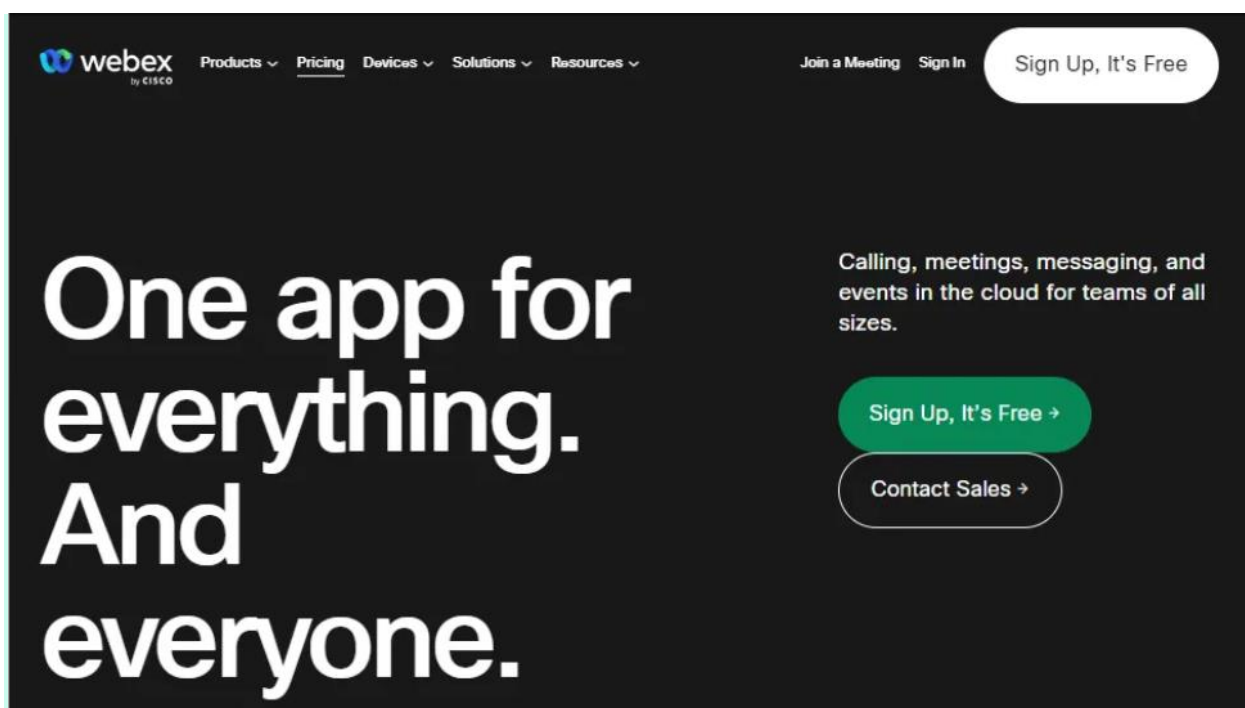 webex
by CISCO
Products
Pricing
Devices
Solutions
Resources
Join a Meeting
Sign In
Sign Up, It's Free
One app for
everything.
And
everyone.
Calling, meetings, messaging, and
events in the cloud for teams of all
sizes.
Sign Up, It’s Free →
Contact Sales →